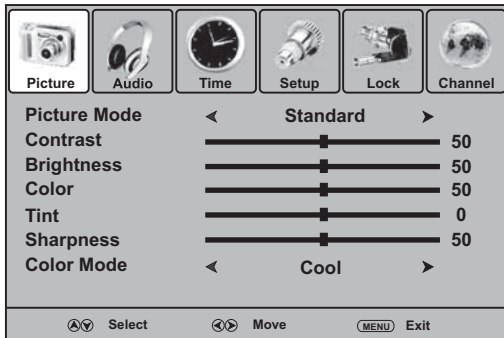 Picture Audio Time Setup Lock Channel
Picture Mode Standard
Contrast 50
Brightness 50
Color 50
Tint 0
Sharpness 50
Color Mode Cool
Select Move MENU Exit